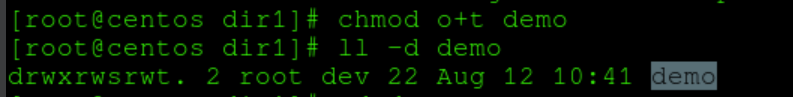 [root@centos dir1]# chmod o+t demo
[root@centos dir1]# ll -d demo
drwxrwsrwt. 2 root dev 22 Aug 12 10:41 demo